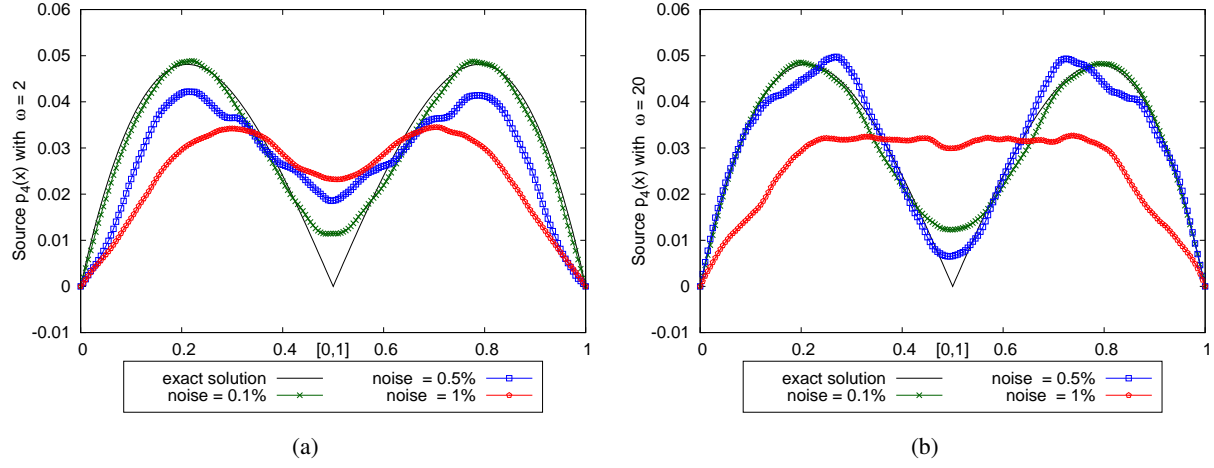 0.06
0.05
0.04
0.03
0.02
0.01
0
-0.01
Source p4(x) with ω = 2
0 0.2 0.4 [0,1] 0.6 0.8 1
exact solution noise = 0.5%
noise = 0.1% noise = 1%
(a)
0.06
0.05
0.04
0.03
0.02
0.01
0
-0.01
Source p4(x) with ω = 20
0 0.2 0.4 [0,1] 0.6 0.8 1
exact solution noise = 0.5%
noise = 0.1% noise = 1%
(b)